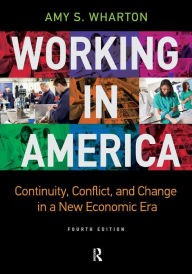 AMY S. WHARTON
WORKING
IN
AMERICA
Continuity, Conflict, and Change
in a New Economic Era
FOURTH EDITION
R